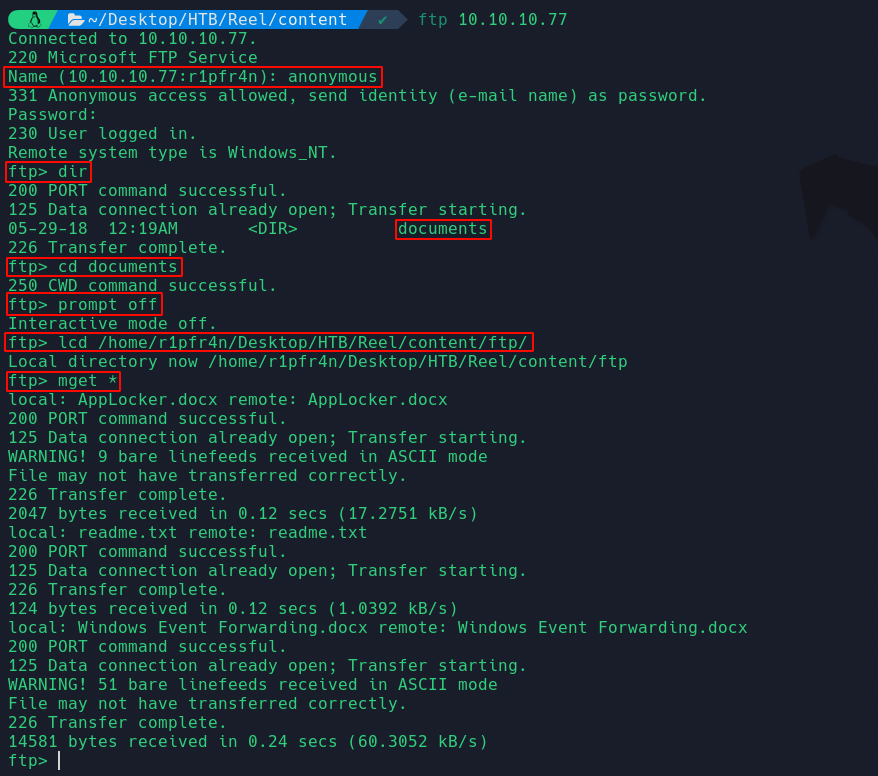 ~/Desktop/HTB/Reel/content ✔ ftp 10.10.10.77
Connected to 10.10.10.77.
220 Microsoft FTP Service
Name (10.10.10.77:r1pfr4n): anonymous
331 Anonymous access allowed, send identity (e-mail name) as password.
Password:
230 User logged in.
Remote system type is Windows_NT.
ftp> dir
200 PORT command successful.
125 Data connection already open; Transfer starting.
05-29-18  12:19AM       <DIR>          documents
226 Transfer complete.
ftp> cd documents
250 CWD command successful.
ftp> prompt off
Interactive mode off.
ftp> lcd /home/r1pfr4n/Desktop/HTB/Reel/content/ftp/
Local directory now /home/r1pfr4n/Desktop/HTB/Reel/content/ftp
ftp> mget *
local: AppLocker.docx remote: AppLocker.docx
200 PORT command successful.
125 Data connection already open; Transfer starting.
WARNING! 9 bare linefeeds received in ASCII mode
File may not have transferred correctly.
226 Transfer complete.
2047 bytes received in 0.12 secs (17.2751 kB/s)
local: readme.txt remote: readme.txt
200 PORT command successful.
125 Data connection already open; Transfer starting.
226 Transfer complete.
124 bytes received in 0.12 secs (1.0392 kB/s)
local: Windows Event Forwarding.docx remote: Windows Event Forwarding.docx
200 PORT command successful.
125 Data connection already open; Transfer starting.
WARNING! 51 bare linefeeds received in ASCII mode
File may not have transferred correctly.
226 Transfer complete.
14581 bytes received in 0.24 secs (60.3052 kB/s)
ftp>